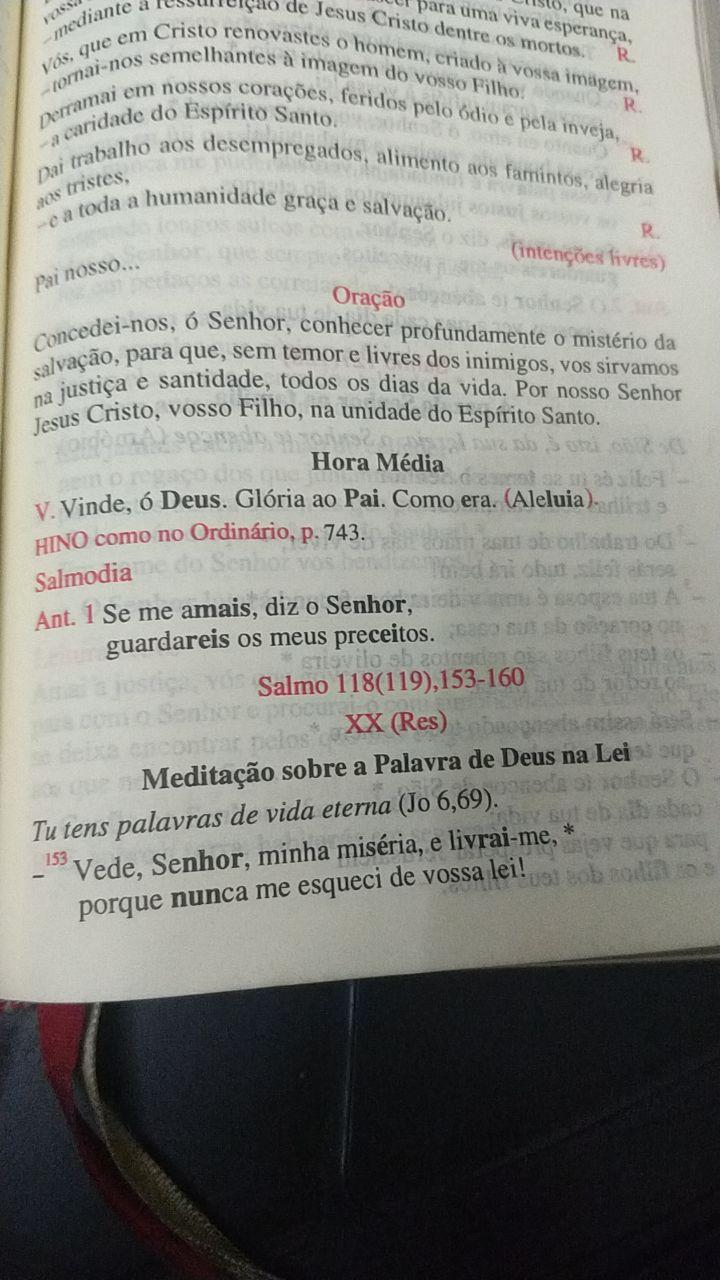 vossa para uma viva esperança, Cristo, que na
– mediante a ressurreição de Jesus Cristo dentre os mortos. R.
Vós, que em Cristo renovastes o homem, criado à vossa imagem,
– tornai-nos semelhantes à imagem do vosso Filho. R.
Derramai em nossos corações, feridos pelo ódio e pela inveja,
– a caridade do Espírito Santo. R.
Dai trabalho aos desempregados, alimento aos famintos, alegria
aos tristes,
– e a toda a humanidade graça e salvação. R.
(intenções livres)
Pai nosso...
Oração
Concedei-nos, ó Senhor, conhecer profundamente o mistério da
salvação, para que, sem temor e livres dos inimigos, vos sirvamos
na justiça e santidade, todos os dias da vida. Por nosso Senhor
Jesus Cristo, vosso Filho, na unidade do Espírito Santo.
Hora Média
V. Vinde, ó Deus. Glória ao Pai. Como era. (Aleluia).
HINO como no Ordinário, p. 743.
Salmodia
Ant. 1 Se me amais, diz o Senhor,
guardareis os meus preceitos.
Salmo 118(119),153-160
XX (Res)
Meditação sobre a Palavra de Deus na Lei
Tu tens palavras de vida eterna (Jo 6,69).
–153 Vede, Senhor, minha miséria, e livrai-me, *
porque nunca me esqueci de vossa lei!